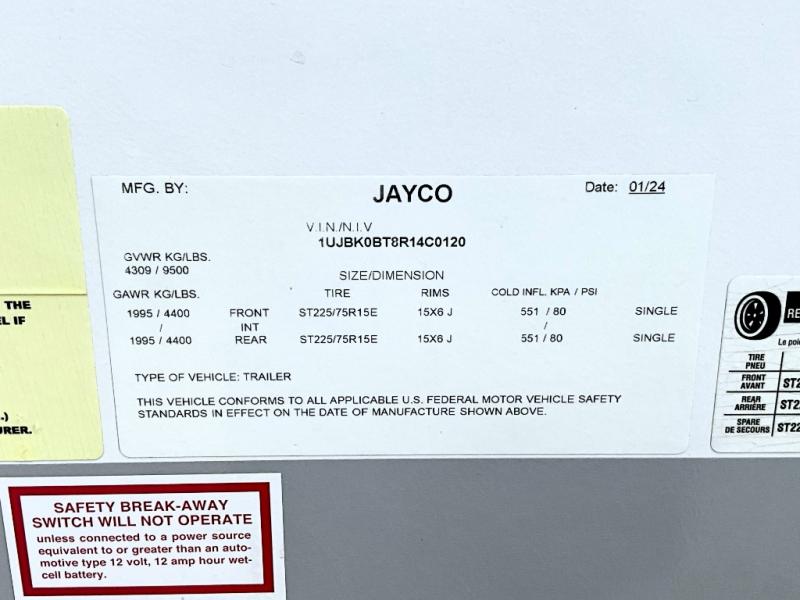 MFG. BY:
JAYCO
Date: 01/24
V.I.N./N.I.V
1UJBK0BT8R14C0120
GVWR KG/LBS.
4309 / 9500
SIZE/DIMENSION
GAWR KG/LBS. TIRE RIMS COLD INFL. KPA / PSI
1995 / 4400 FRONT ST225/75R15E 15X6 J 551 / 80 SINGLE
/ INT /
1995 / 4400 REAR ST225/75R15E 15X6 J 551 / 80 SINGLE
TYPE OF VEHICLE: TRAILER
THIS VEHICLE CONFORMS TO ALL APPLICABLE U.S. FEDERAL MOTOR VEHICLE SAFETY
STANDARDS IN EFFECT ON THE DATE OF MANUFACTURE SHOWN ABOVE.
THE
IF
SAFETY BREAK-AWAY
SWITCH WILL NOT OPERATE
unless connected to a power source
equivalent to or greater than an auto-
motive type 12 volt, 12 amp hour wet-
cell battery.
TIRE
PNEU
FRONT
AVANT
REAR
ARRIÈRE
SPARE
DE SECOURS